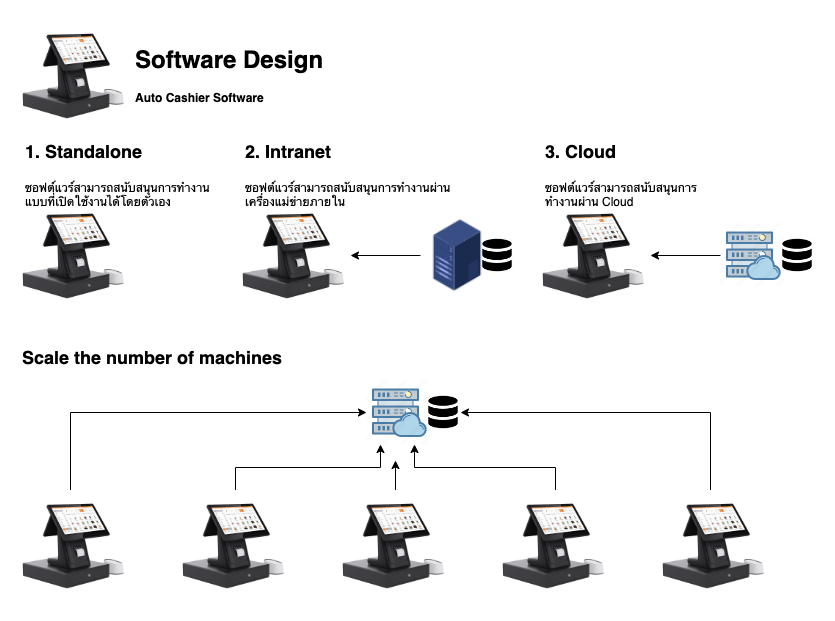 Software Design
Auto Cashier Software
1. Standalone
ซอฟต์แวร์สามารถสนับสนุนการทำงาน
แบบที่เปิดใช้งานได้โดยตัวเอง
2. Intranet
ซอฟต์แวร์สามารถสนับสนุนการทำงานผ่าน
เครื่องแม่ข่ายภายใน
3. Cloud
ซอฟต์แวร์สามารถสนับสนุนการ
ทำงานผ่าน Cloud
Scale the number of machines